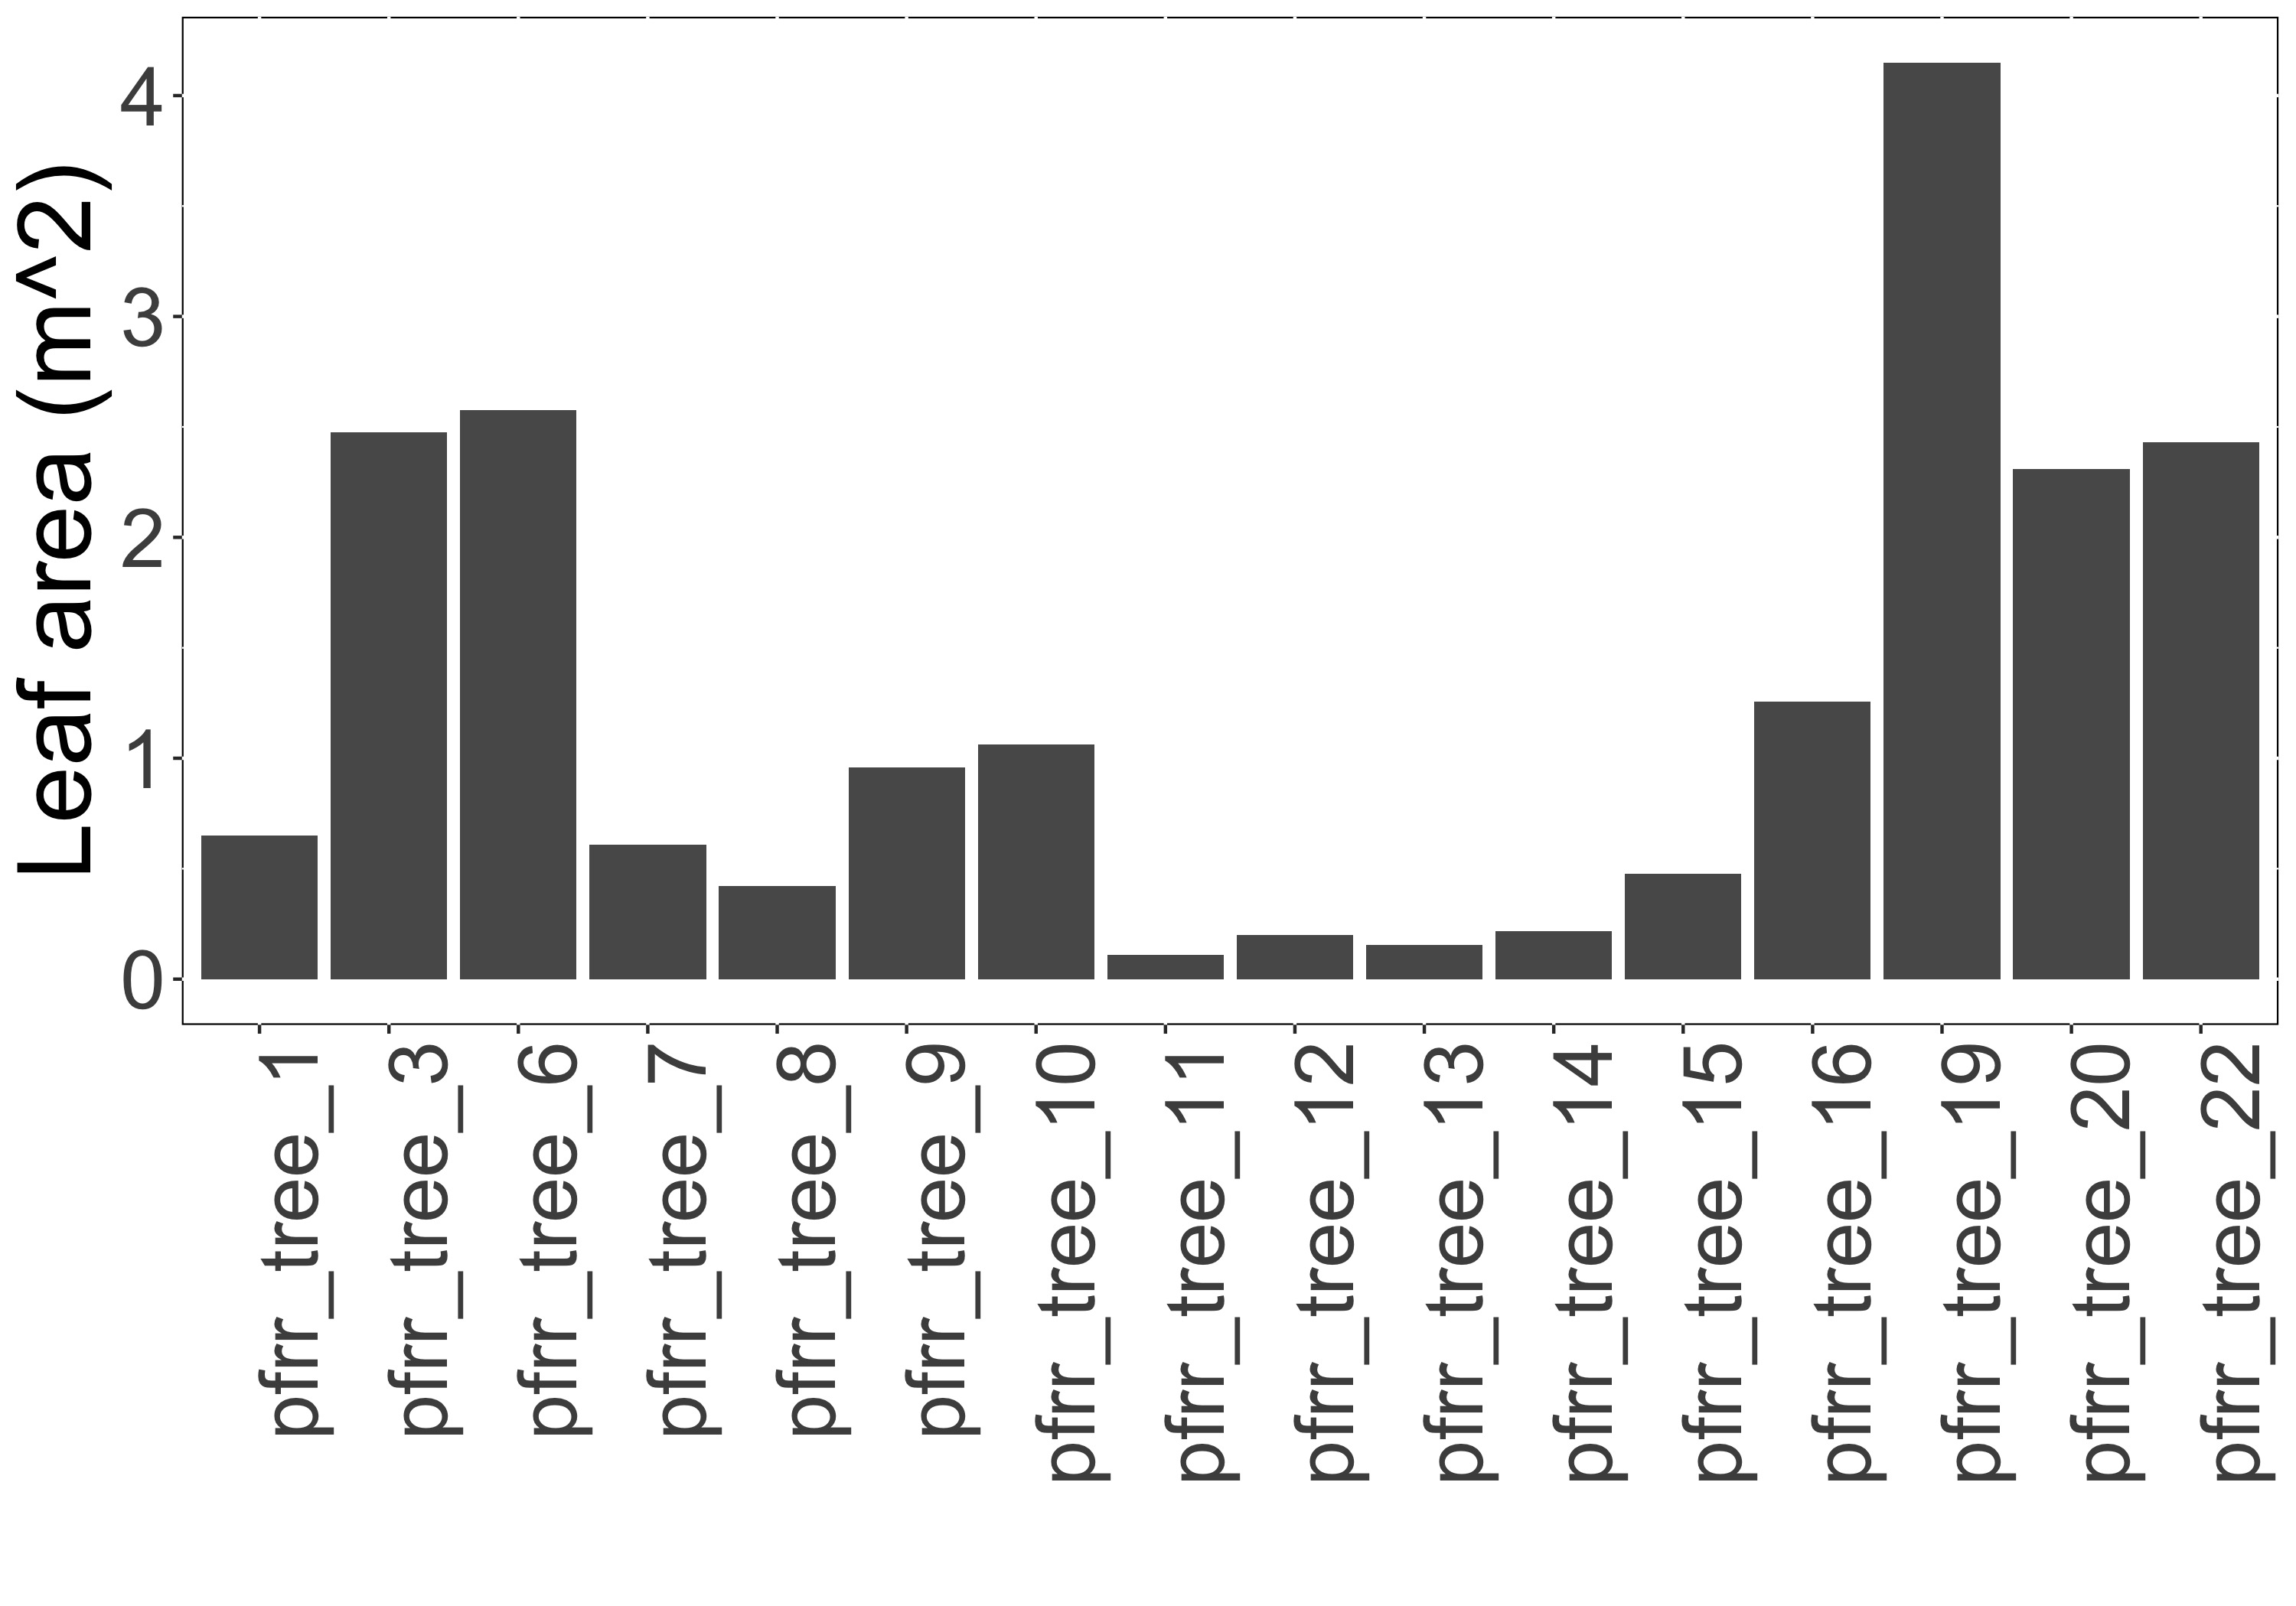 Leaf area (m^2)
4
3
2
1
0
pfrr_tree_1
pfrr_tree_3
pfrr_tree_6
pfrr_tree_7
pfrr_tree_8
pfrr_tree_9
pfrr_tree_10
pfrr_tree_11
pfrr_tree_12
pfrr_tree_13
pfrr_tree_14
pfrr_tree_15
pfrr_tree_16
pfrr_tree_19
pfrr_tree_20
pfrr_tree_22